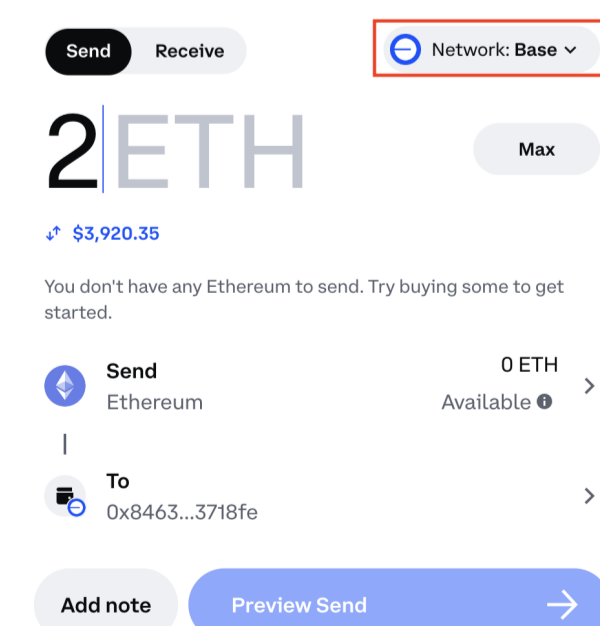 Send Receive Network: Base
2 ETH Max
$3,920.35
You don't have any Ethereum to send. Try buying some to get
started.
Send 0 ETH
Ethereum Available
To
0x8463...3718fe
Add note Preview Send